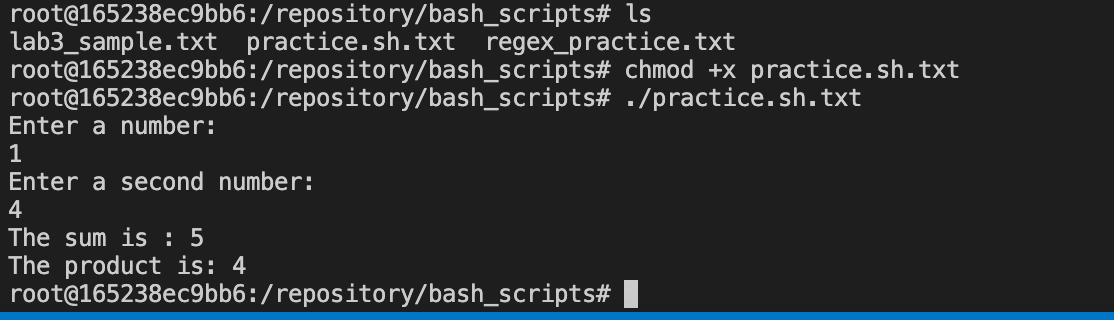 root@165238ec9bb6:/repository/bash_scripts# ls
lab3_sample.txt  practice.sh.txt  regex_practice.txt
root@165238ec9bb6:/repository/bash_scripts# chmod +x practice.sh.txt
root@165238ec9bb6:/repository/bash_scripts# ./practice.sh.txt
Enter a number:
1
Enter a second number:
4
The sum is : 5
The product is: 4
root@165238ec9bb6:/repository/bash_scripts#